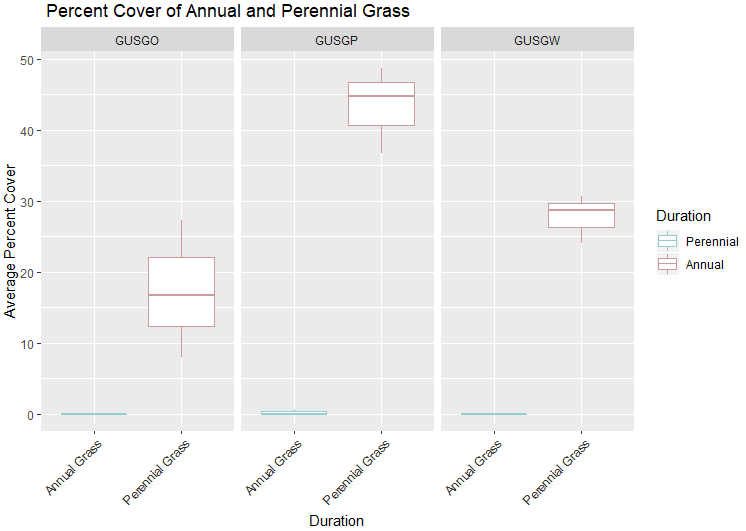 Percent Cover of Annual and Perennial Grass
GUSGO
GUSGP
GUSGW
Average Percent Cover
50
40
30
20
10
0
Annual Grass
Perennial Grass
Annual Grass
Perennial Grass
Annual Grass
Perennial Grass
Duration
Duration
Perennial
Annual